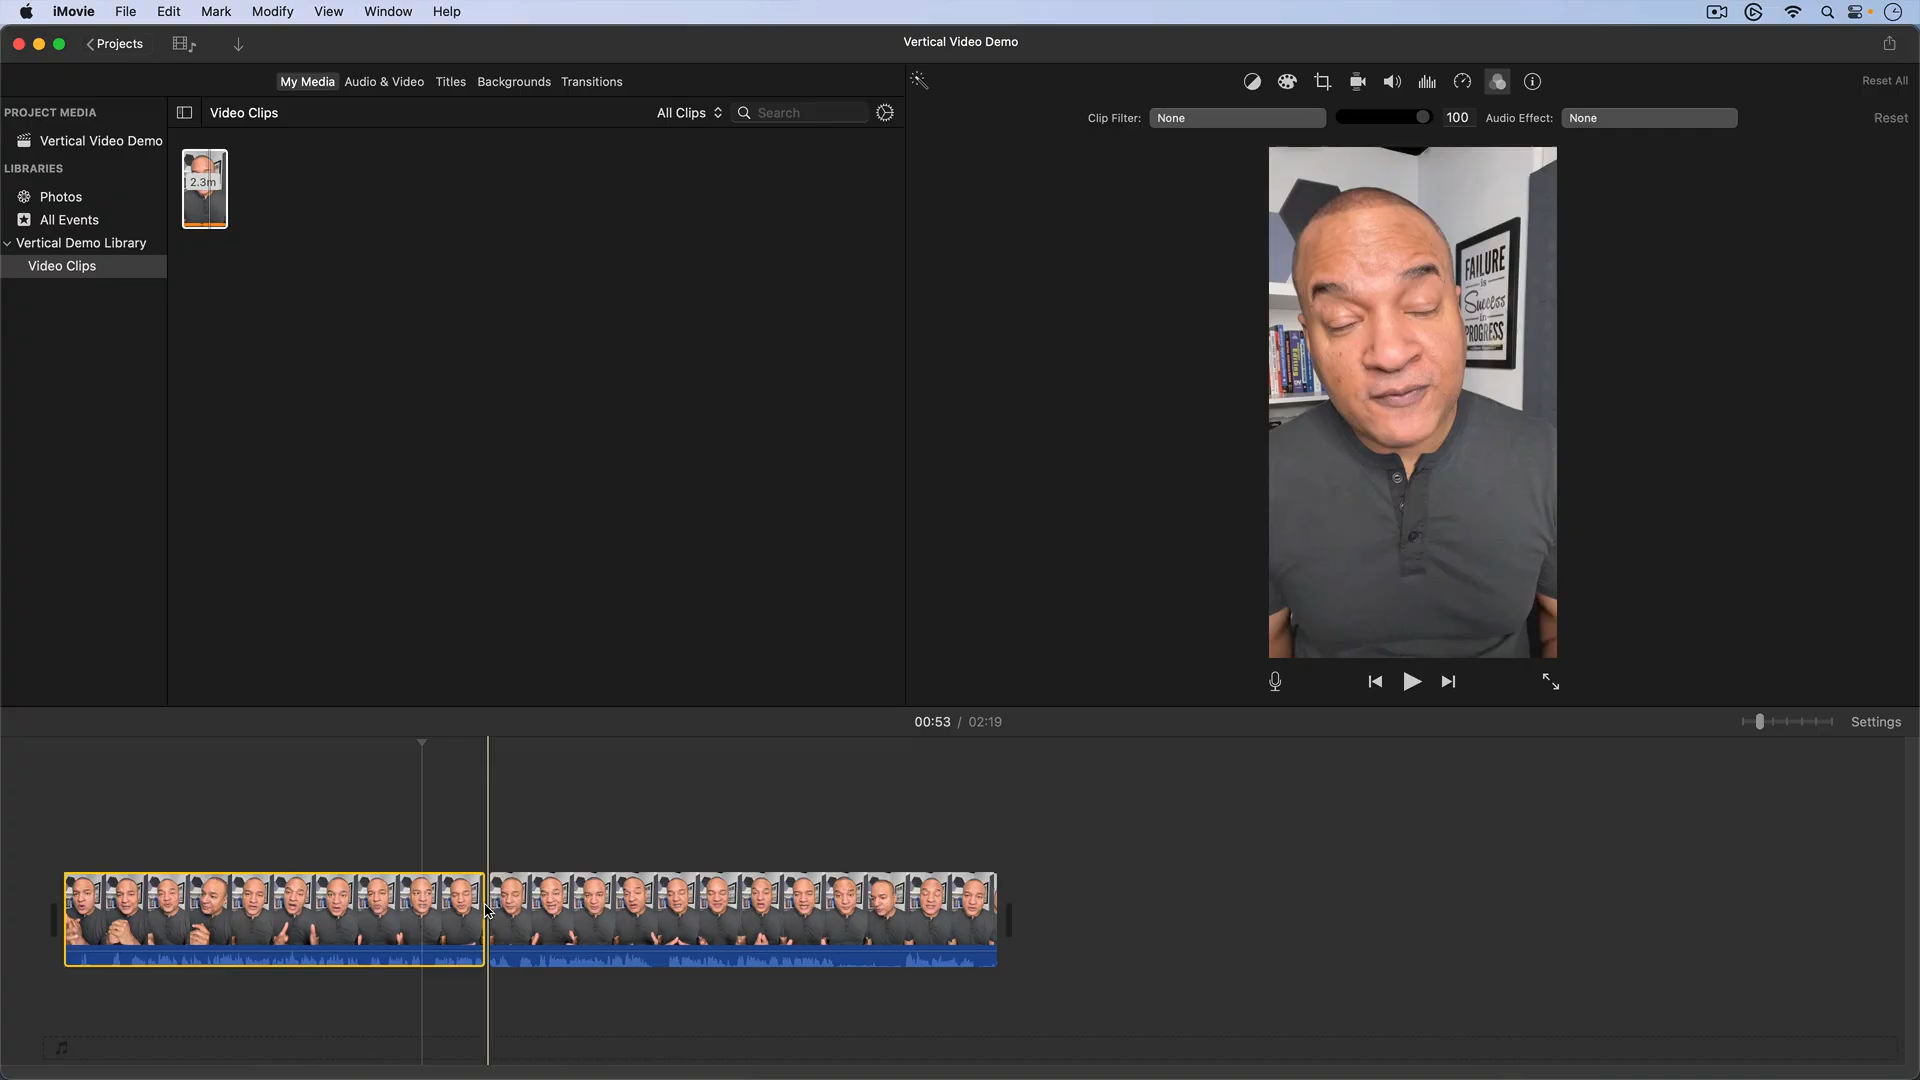 iMovie File Edit Mark Modify View Window Help
Projects
Vertical Video Demo
My Media Audio & Video Titles Backgrounds Transitions
Reset All
PROJECT MEDIA
Video Clips
All Clips
Search
Clip Filter: None
100
Audio Effect: None
Reset
Vertical Video Demo
LIBRARIES
2.3m
Photos
All Events
Vertical Demo Library
Video Clips
FAILURE
is
Success
in
PROGRESS
Editing
00:53 / 02:19
Settings